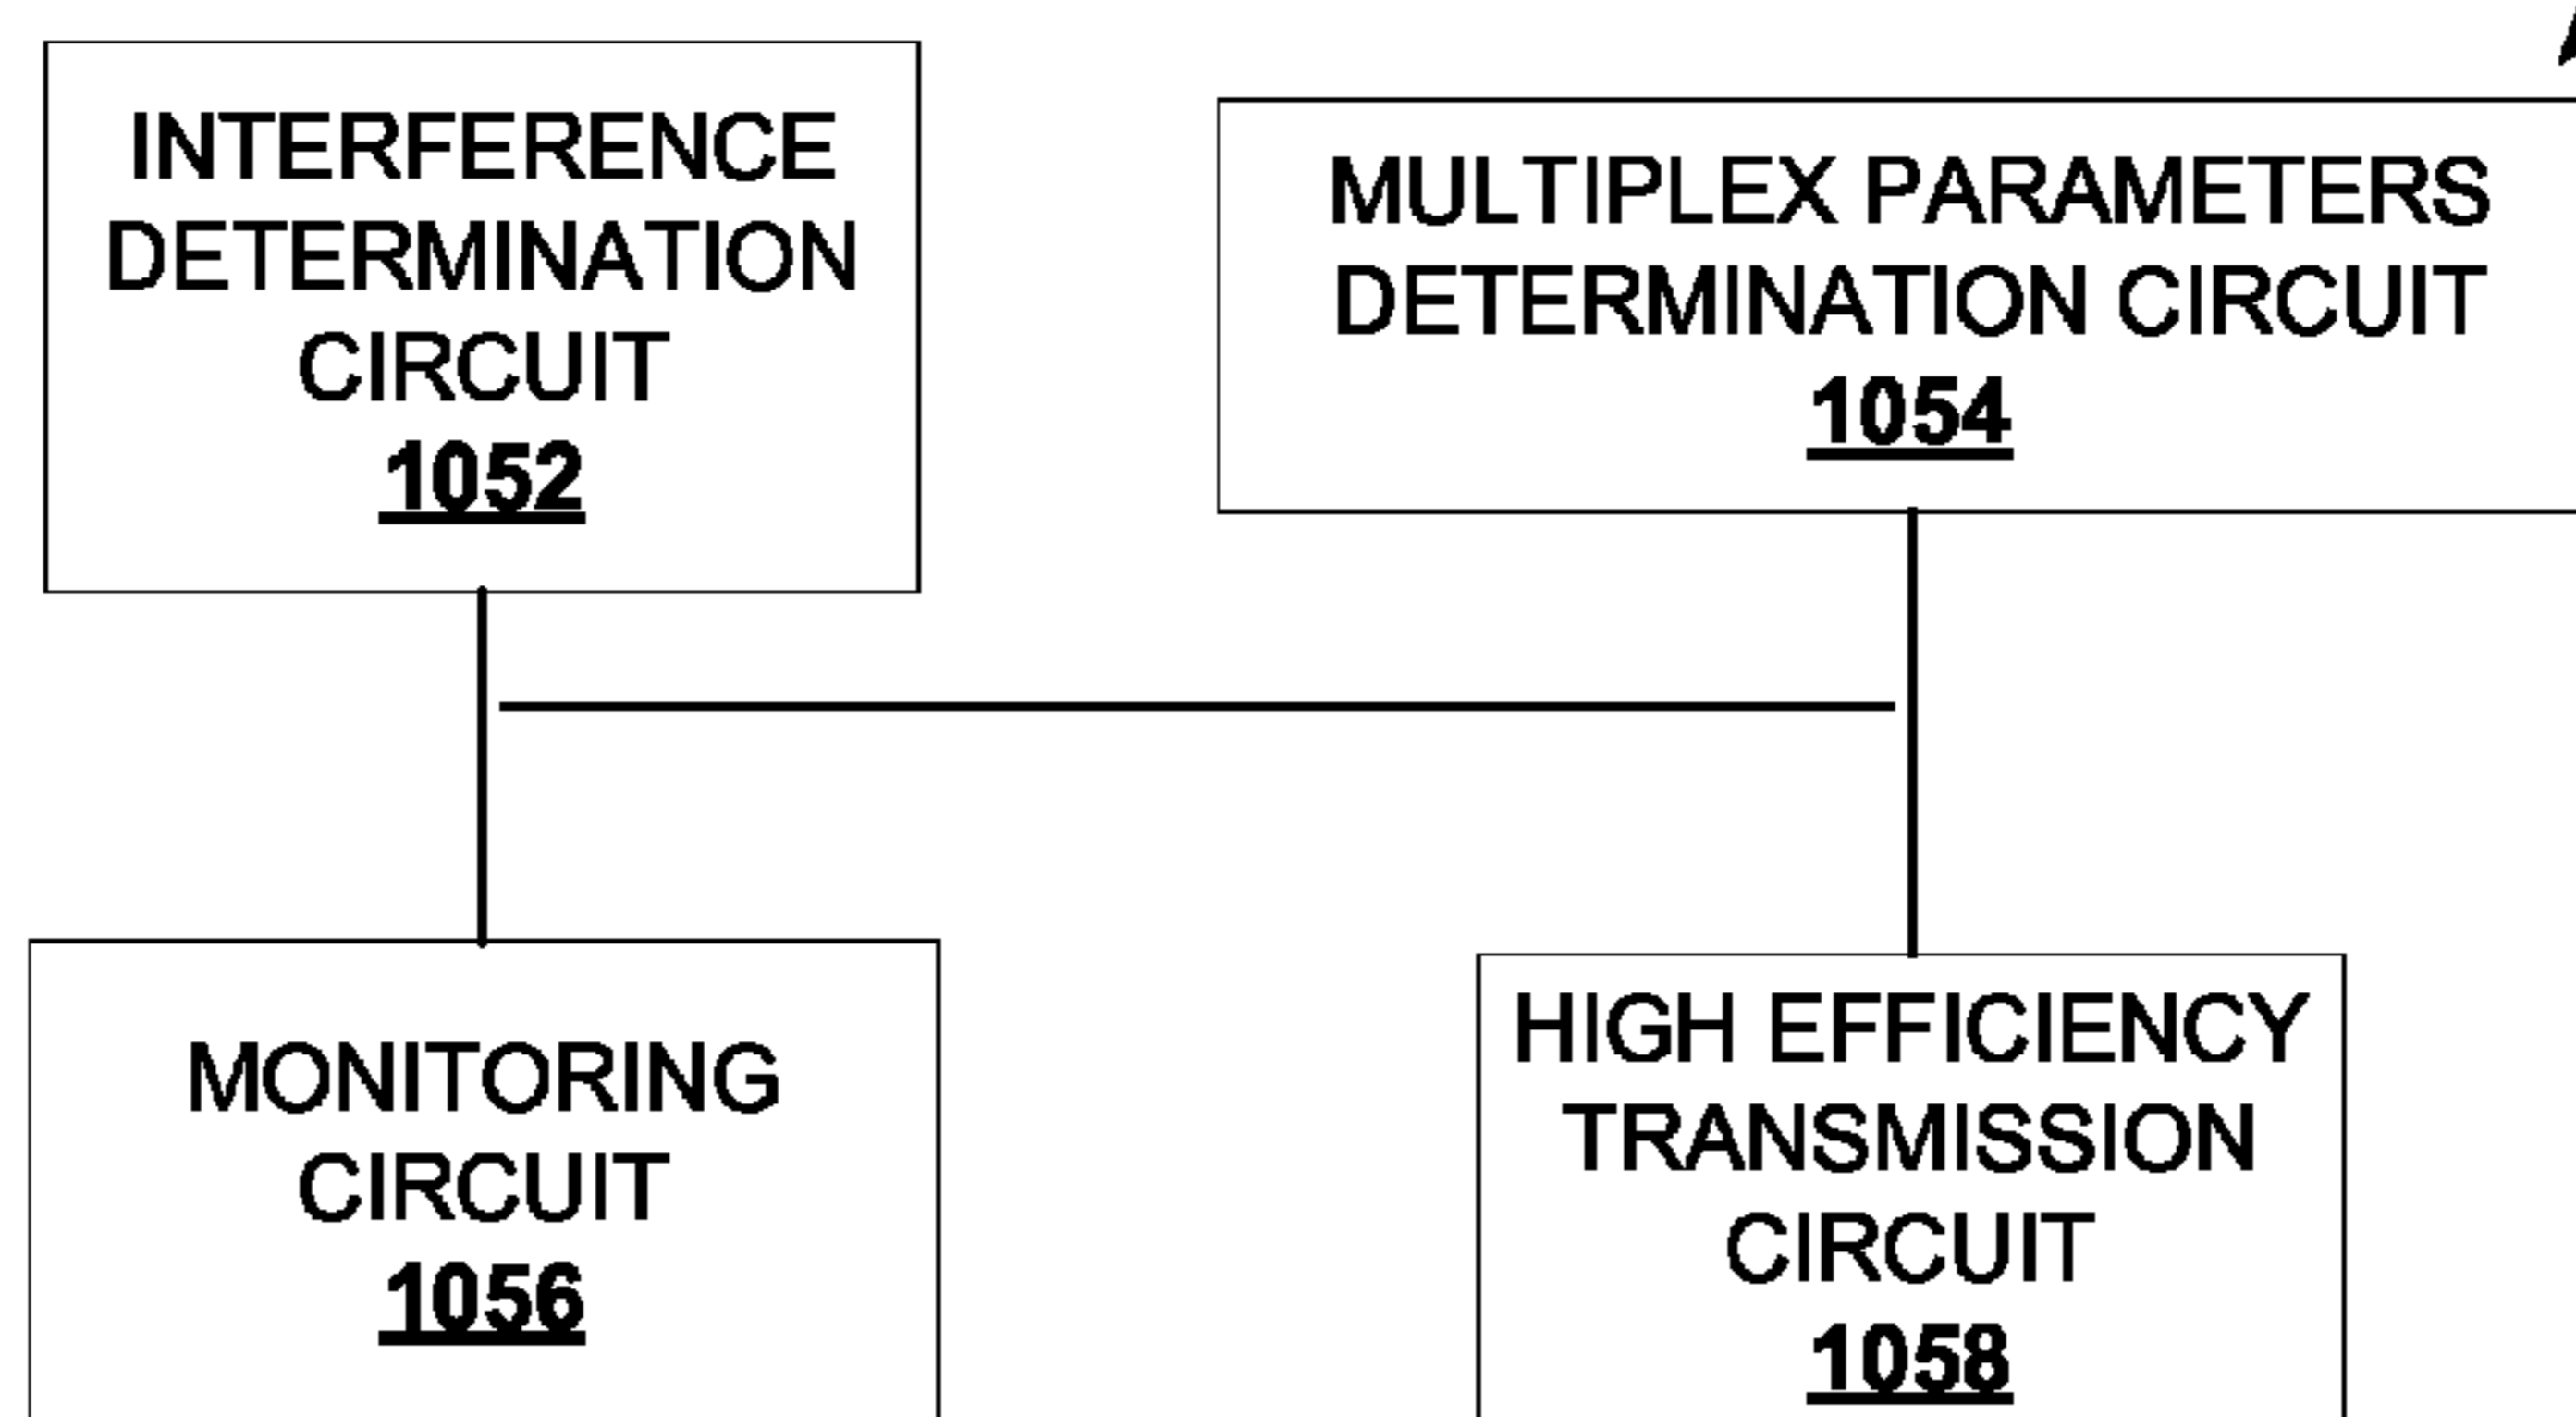 INTERFERENCE
DETERMINATION
CIRCUIT
1052
MULTIPLEX PARAMETERS
DETERMINATION CIRCUIT
1054
MONITORING
CIRCUIT
1056
HIGH EFFICIENCY
TRANSMISSION
CIRCUIT
1058